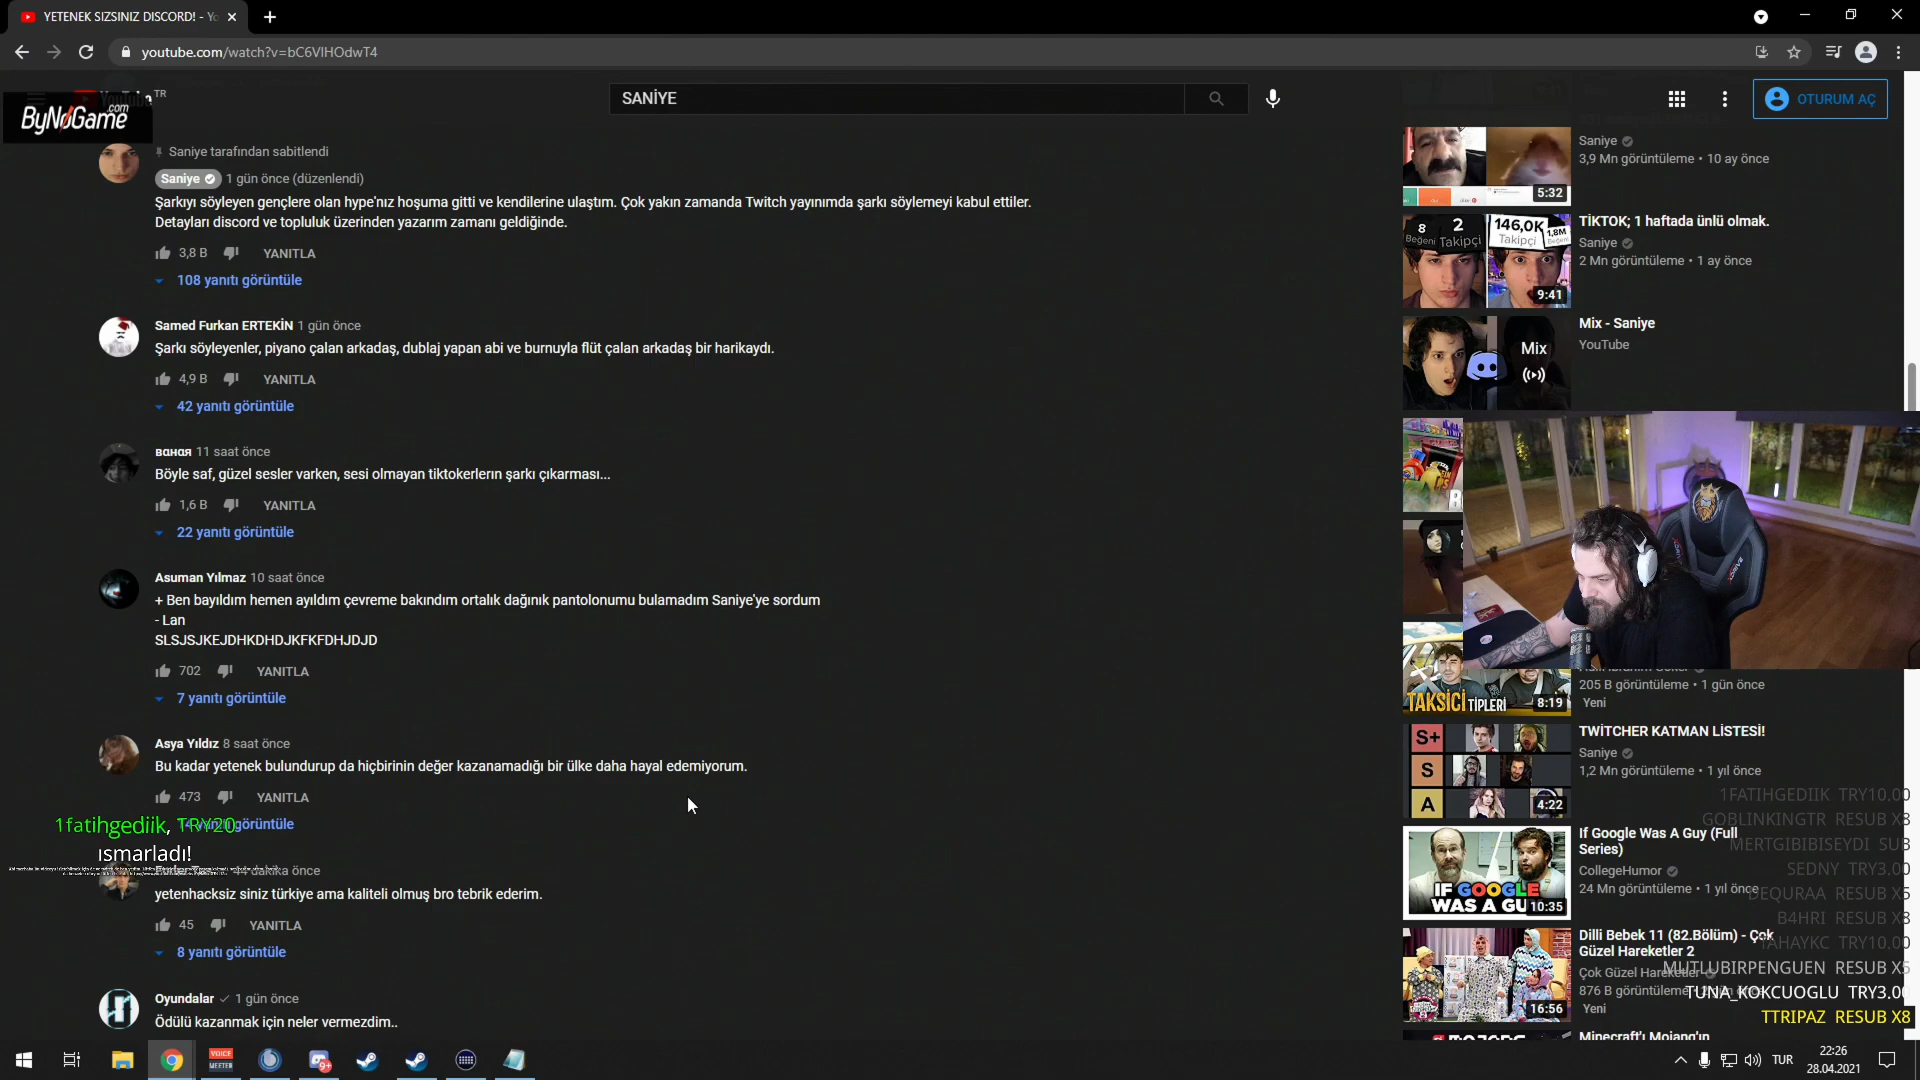 YETENEK SIZSINIZ DISCORD! - Yo
youtube.com/watch?v=bC6VIHOdwT4
TR
ByNoGame.com
SANİYE
OTURUM AÇ
Saniye tarafından sabitlendi
Saniye 1 gün önce (düzenlendi)
Şarkıyı söyleyen gençlere olan hype'nız hoşuma gitti ve kendilerine ulaştım. Çok yakın zamanda Twitch yayınımda şarkı söylemeyi kabul ettiler.
Detayları discord ve topluluk üzerinden yazarım zamanı geldiğinde.
3,8 B YANITLA
108 yanıtı görüntüle
Samed Furkan ERTEKİN 1 gün önce
Şarkı söyleyenler, piyano çalan arkadaş, dublaj yapan abi ve burnuyla flüt çalan arkadaş bir harikaydı.
4,9 B YANITLA
42 yanıtı görüntüle
ваная 11 saat önce
Böyle saf, güzel sesler varken, sesi olmayan tiktokerlerın şarkı çıkarması...
1,6 B YANITLA
22 yanıtı görüntüle
Asuman Yılmaz 10 saat önce
+ Ben bayıldım hemen ayıldım çevreme bakındım ortalık dağınık pantolonumu bulamadım Saniye'ye sordum
- Lan
SLSJSJKEJDHKDHDJKFKFDHJDJD
702 YANITLA
7 yanıtı görüntüle
Asya Yıldız 8 saat önce
Bu kadar yetenek bulundurup da hiçbirinin değer kazanamadığı bir ülke daha hayal edemiyorum.
473 YANITLA
görüntüle
1fatihgediik, TRY20
ısmarladı!
44 dakika önce
yetenhacksiz siniz türkiye ama kaliteli olmuş bro tebrik ederim.
45 YANITLA
8 yanıtı görüntüle
Oyundalar 1 gün önce
Ödülü kazanmak için neler vermezdim..
5:32
Saniye
3,9 Mn görüntüleme • 10 ay önce
8 Beğeni 2 Takipçi 146,0K Takipçi 1,8M Beğeni
9:41
TİKTOK; 1 haftada ünlü olmak.
Saniye
2 Mn görüntüleme • 1 ay önce
Mix
Mix - Saniye
YouTube
TAKSİCİ TİPLERİ
8:19
205 B görüntüleme • 1 gün önce
Yeni
S+
S
A
4:22
TWİTCHER KATMAN LİSTESİ!
Saniye
1,2 Mn görüntüleme • 1 yıl önce
IF GOOGLE
WAS A GU
10:35
If Google Was A Guy (Full
Series)
CollegeHumor
24 Mn görüntüleme • 1 yıl önce
16:56
Dilli Bebek 11 (82.Bölüm) - Çok
Güzel Hareketler 2
Çok Güzel Hareketler
876 B görüntüleme
Yeni
Minecraft'ı Mojang'ın
1FATIHGEDIIK TRY10.00
GOBLINKINGTR RESUB X8
MERTGIBIBISEYDI SUB
SEDNY TRY3.00
DEQURAA RESUB X5
B4HRI RESUB X8
TAHAYKC TRY10.00
MUTLUBIRPENGUEN RESUB X5
TUNA_KOKCUOGLU TRY3.00
TTRIPAZ RESUB X8
VOICE
MEETER
9+
TUR
22:26
28.04.2021